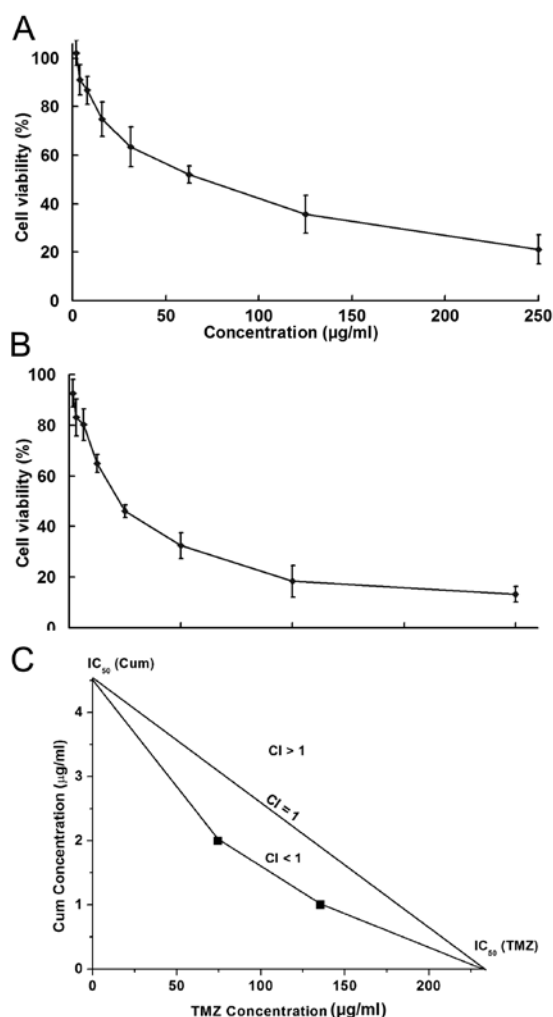 A
Cell viability (%)
100
80
60
40
20
0
0 50 100 150 200 250
Concentration (µg/ml)
B
Cell viability (%)
100
80
60
40
20
0
C
IC50 (Cum)
Cum Concentration (µg/ml)
4
3
2
1
0
CI > 1
CI = 1
CI < 1
IC50 (TMZ)
0 50 100 150 200
TMZ Concentration (µg/ml)